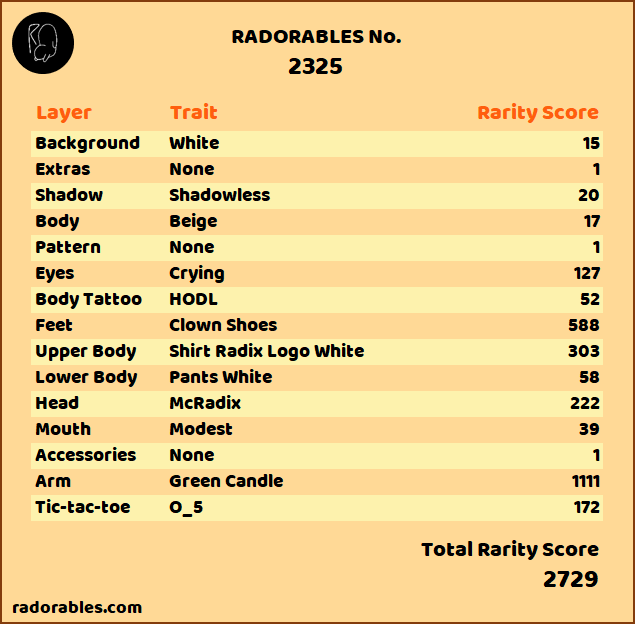 RADORABLES No.
2325
Layer Trait Rarity Score
Background White 15
Extras None 1
Shadow Shadowless 20
Body Beige 17
Pattern None 1
Eyes Crying 127
Body Tattoo HODL 52
Feet Clown Shoes 588
Upper Body Shirt Radix Logo White 303
Lower Body Pants White 58
Head McRadix 222
Mouth Modest 39
Accessories None 1
Arm Green Candle 1111
Tic-tac-toe O_5 172
Total Rarity Score
2729
radorables.com